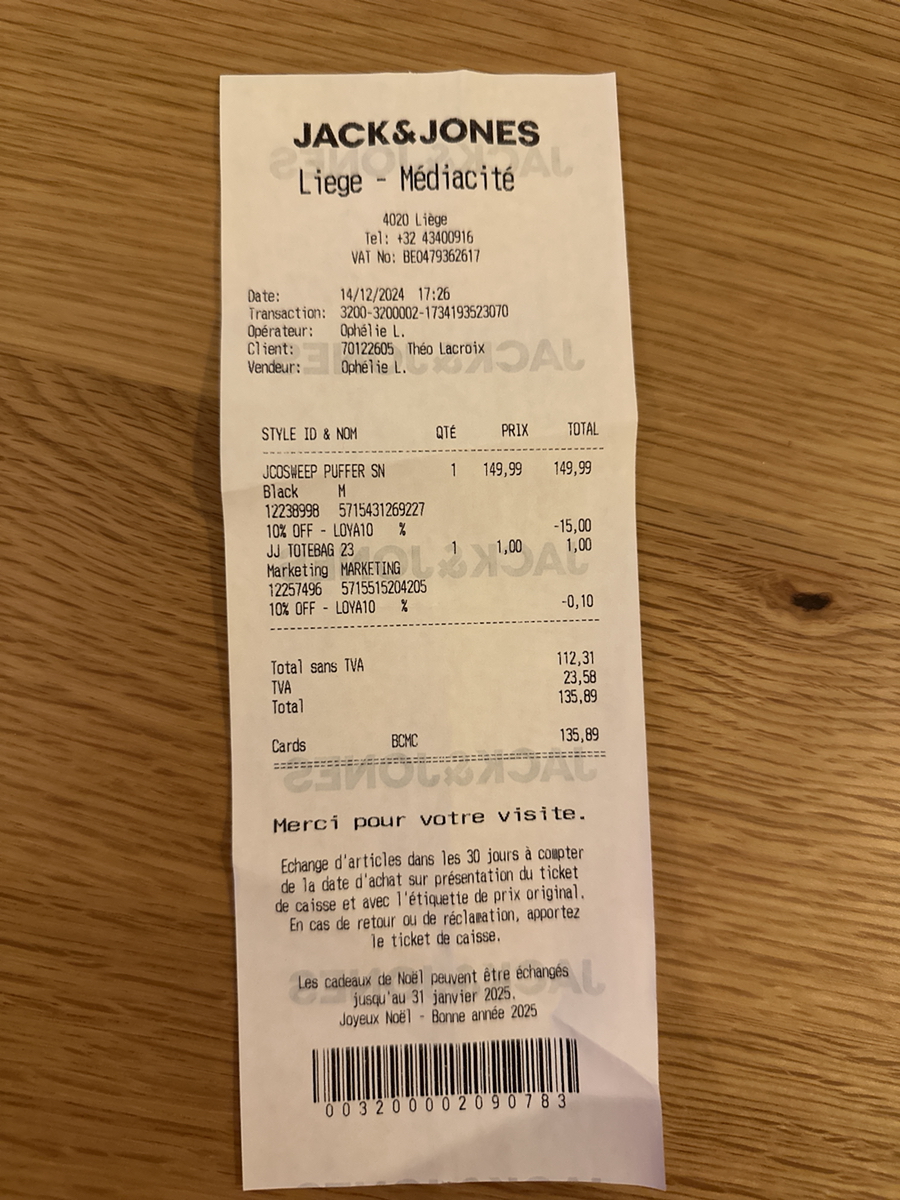 JACK&JONES
Liege - Médiacité
4020 Liège
Tel: +32 43400916
VAT No: BE0479362617
Date: 14/12/2024 17:26
Transaction: 3200-3200002-1734193523070
Opérateur: Ophélie L.
Client: 70122605 Théo Lacroix
Vendeur: Ophélie L.
STYLE ID & NOM QTÉ PRIX TOTAL
JCOSWEEP PUFFER SN 1 149,99 149,99
Black M
12238998 5715431269227
10% OFF - LOYA10 % -15,00
JJ TOTEBAG 23 1 1,00 1,00
Marketing MARKETING
12257496 5715515204205
10% OFF - LOYA10 % -0,10
Total sans TVA 112,31
TVA 23,58
Total 135,89
Cards BCMC 135,89
Merci pour votre visite.
Echange d'articles dans les 30 jours à compter
de la date d'achat sur présentation du ticket
de caisse et avec l'étiquetie de prix original.
En cas de retour ou de réclamation, apportez
le ticket de caisse.
Les cadeaux de Noël peuvent être échangés
jusqu'au 31 janvier 2025.
Joyeux Noël - Bonne année 2025
003200002090783